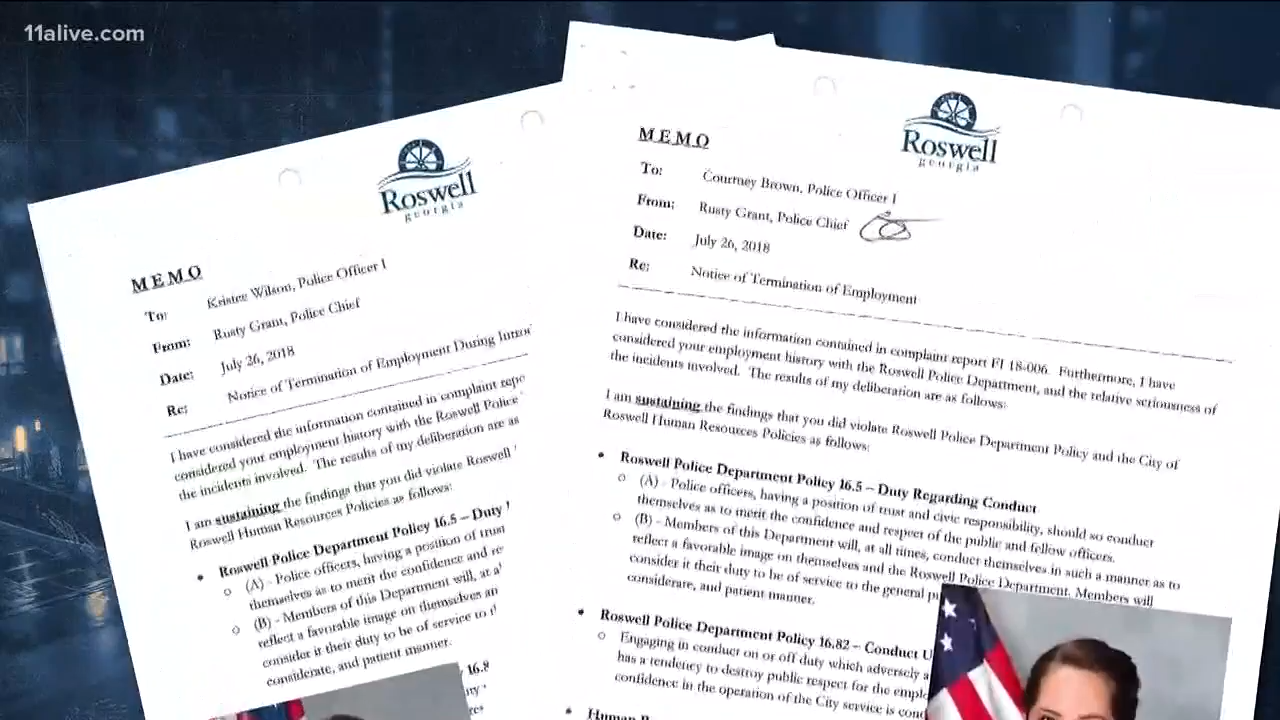 11alive.com
Roswell
georgia
MEMO
To: Kristee Wilson, Police Officer I
From: Rusty Grant, Police Chief
Date: July 26, 2018
Re: Notice of Termination of Employment During
I have considered the information contained in complaint
considered your employment history with the Roswell Police
the incidents involved. The results of my deliberation are as
I am sustaining the findings that you did violate Roswell
Roswell Human Resources Policies as follows:
• Roswell Police Department Policy 16.5 – Duty
(A) - Police officers, having a position of trust
themselves as to merit the confidence and
(B) - Members of this Department will, at
reflect a favorable image on themselves an
consider it their duty to be of service to
considerate, and patient manner.
16.8
Roswell
georgia
MEMO
To: Courtney Brown, Police Officer I
From: Rusty Grant, Police Chief
Date: July 26, 2018
Re: Notice of Termination of Employment
I have considered the information contained in complaint report FI 18-006. Furthermore, I have
considered your employment history with the Roswell Police Department, and the relative seriousness of
the incidents involved. The results of my deliberation are as follows:
I am sustaining the findings that you did violate Roswell Police Department Policy and the City of
Roswell Human Resources Policies as follows:
• Roswell Police Department Policy 16.5 – Duty Regarding Conduct
(A) - Police officers, having a position of trust and civic responsibility, should so conduct
themselves as to merit the confidence and respect of the public and fellow officers.
(B) - Members of this Department will, at all times, conduct themselves in such a manner as to
reflect a favorable image on themselves and the Roswell Police Department. Members will
consider it their duty to be of service to the general
considerate, and patient manner.
• Roswell Police Department Policy 16.82 – Conduct U
Engaging in conduct on or off duty which adversely a
has a tendency to destroy public respect for the
confidence in the operation of the City service is
• Human